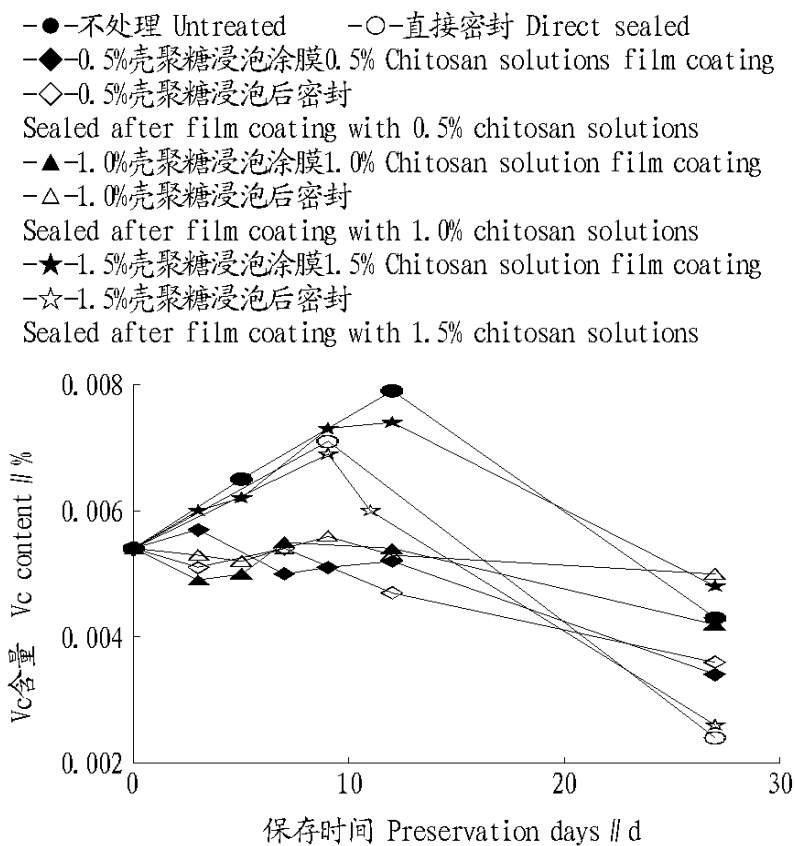 -●-不处理 Untreated -○-直接密封 Direct sealed
-◆-0.5%壳聚糖浸泡涂膜0.5% Chitosan solutions film coating
-◇-0.5%壳聚糖浸泡后密封
Sealed after film coating with 0.5% chitosan solutions
-▲-1.0%壳聚糖浸泡涂膜1.0% Chitosan solution film coating
-△-1.0%壳聚糖浸泡后密封
Sealed after film coating with 1.0% chitosan solutions
-★-1.5%壳聚糖浸泡涂膜1.5% Chitosan solution film coating
-☆-1.5%壳聚糖浸泡后密封
Sealed after film coating with 1.5% chitosan solutions
Vc含量 Vc content∥%
0.008
0.006
0.004
0.002
0 10 20 30
保存时间 Preservation days∥d